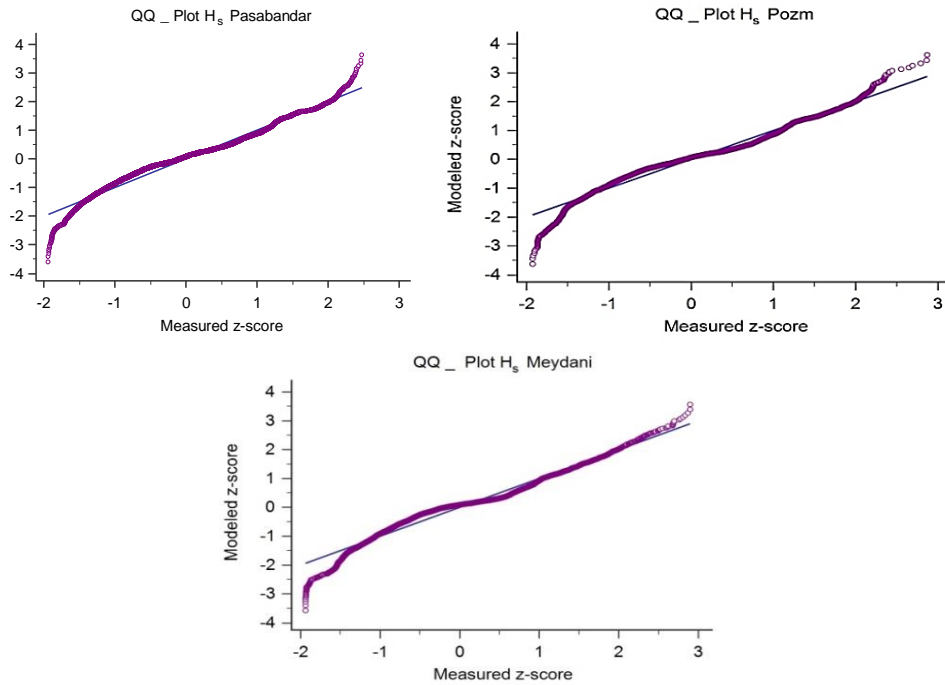 QQ _ Plot Hs Pasabandar
4
3
2
1
0
-1
-2
-3
-4
-2 -1 0 1 2 3
Measured z-score
QQ _ Plot Hs Pozm
Modeled z-score
4
3
2
1
0
-1
-2
-3
-4
-2 -1 0 1 2 3
Measured z-score
QQ _ Plot Hs Meydani
Modeled z-score
4
3
2
1
0
-1
-2
-3
-4
-2 -1 0 1 2 3
Measured z-score